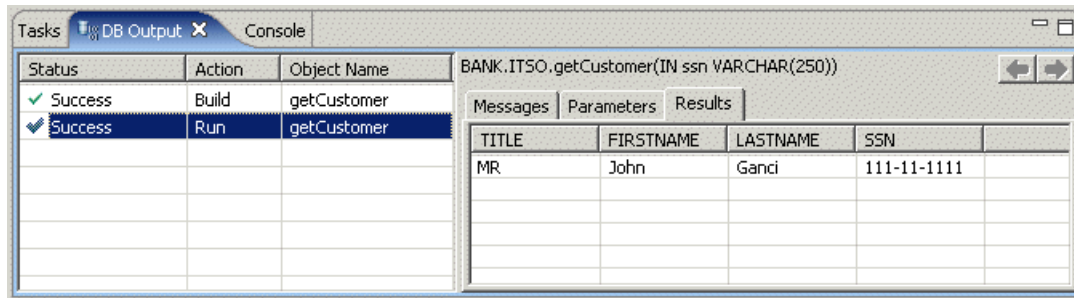 Tasks DB Output Console
Status Action Object Name
Success Build getCustomer
Success Run getCustomer
BANK.ITSO.getCustomer(IN ssn VARCHAR(250))
Messages Parameters Results
TITLE FIRSTNAME LASTNAME SSN
MR John Ganci 111-11-1111